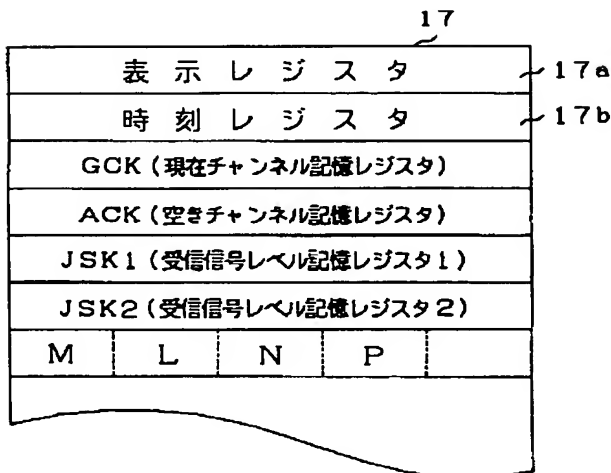 17
表示レジスタ 17a
時刻レジスタ 17b
GCK(現在チャンネル記憶レジスタ)
ACK(空きチャンネル記憶レジスタ)
JSK1(受信信号レベル記憶レジスタ1)
JSK2(受信信号レベル記憶レジスタ2)
M L N P